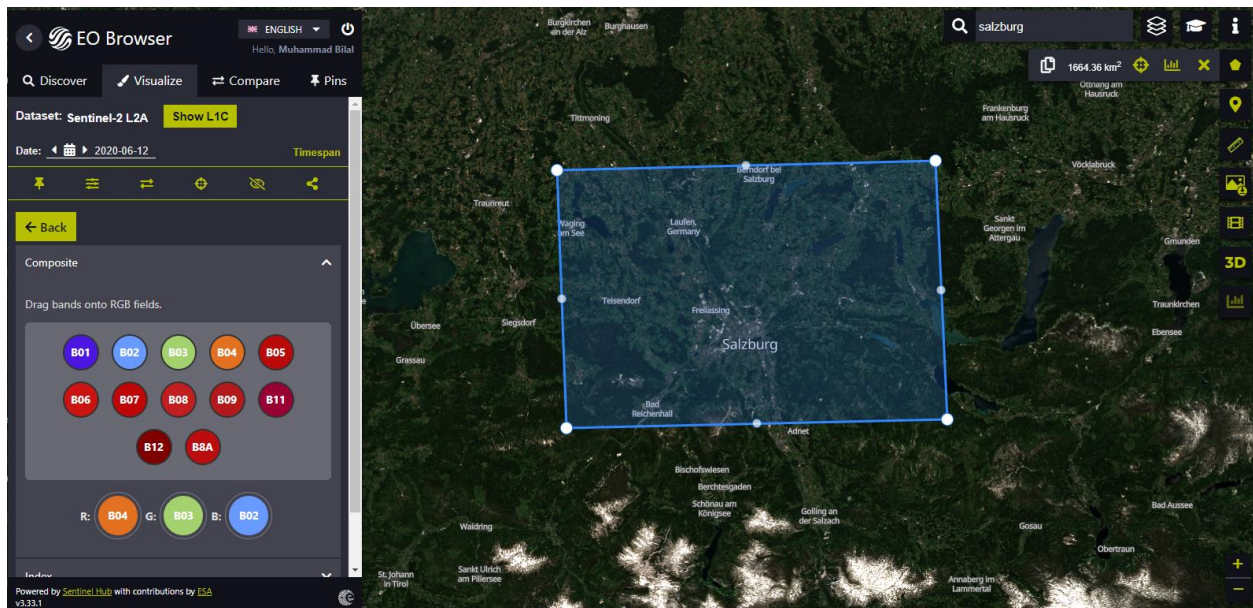 EO Browser
ENGLISH
Hello, Muhammad Bilal
Discover
Visualize
Compare
Pins
Dataset: Sentinel-2 L2A
Show L1C
Date: 2020-06-12
Timespan
Back
Composite
Drag bands onto RGB fields.
B01 B02 B03 B04 B05
B06 B07 B08 B09 B11
B12 B8A
R: B04 G: B03 B: B02
Index
Powered by Sentinel Hub with contributions by ESA
v3.33.1
salzburg
1664.36 km²
3D
Burgkirchen
an der Alz
Burghausen
Ottnang am
Hausruck
Frankenburg
am Hausruck
Tittmoning
Vöcklabruck
Berndorf bei
Salzburg
Traunreut
Waging
am See
Laufen,
Germany
Sankt
Georgen im
Attergau
Gmunden
Teisendorf
Freilassing
Traunkirchen
Übersee
Siegsdorf
Ebensee
Salzburg
Grassau
Bad
Reichenhall
Adnet
Bischofswiesen
Berchtesgaden
Schönau am
Königsee
Golling an
der Salzach
Bad Aussee
Waidring
Gosau
Obertraun
St. Johann
in Tirol
Sankt Ulrich
am Pillersee
Annaberg im
Lammertal